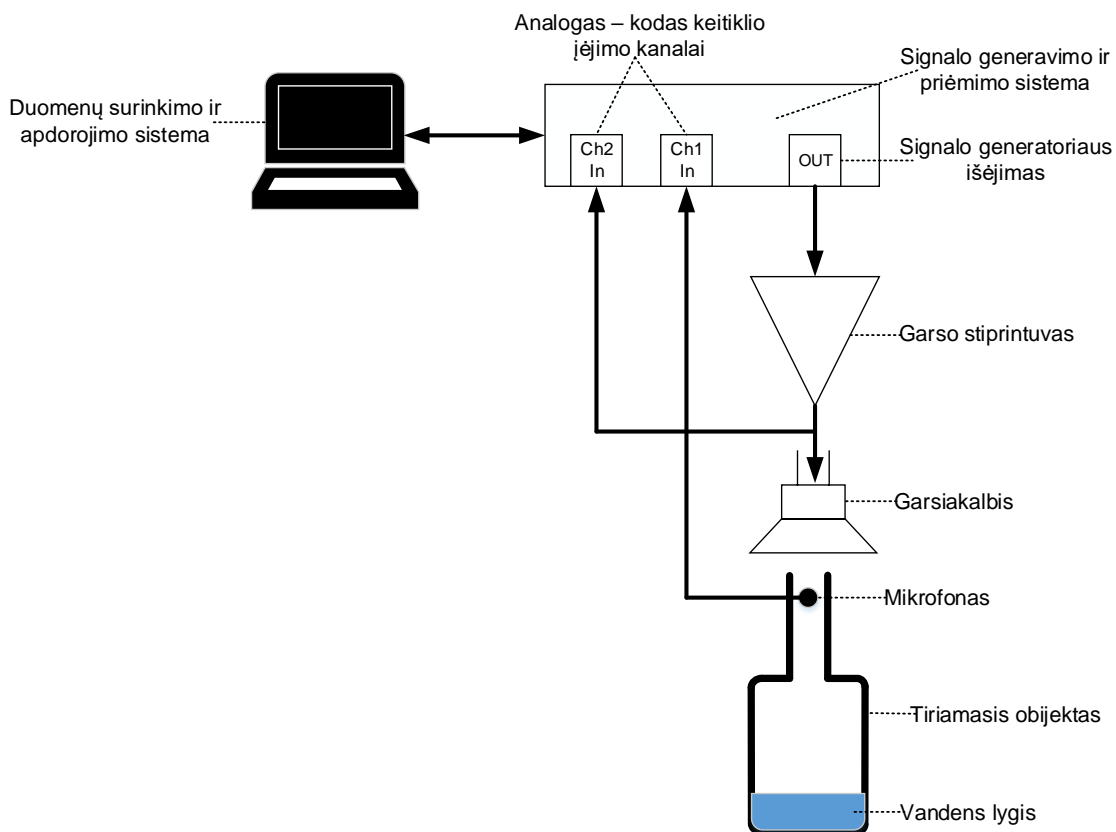 Analogas – kodas keitiklio
įėjimo kanalai
Signalo generavimo ir
priėmimo sistema
Duomenų surinkimo ir
apdorojimo sistema
Ch2
In
Ch1
In
OUT
Signalo generatoriaus
išėjimas
Garso stiprintuvas
Garsiakalbis
Mikrofonas
Tiriamasis obijektas
Vandens lygis